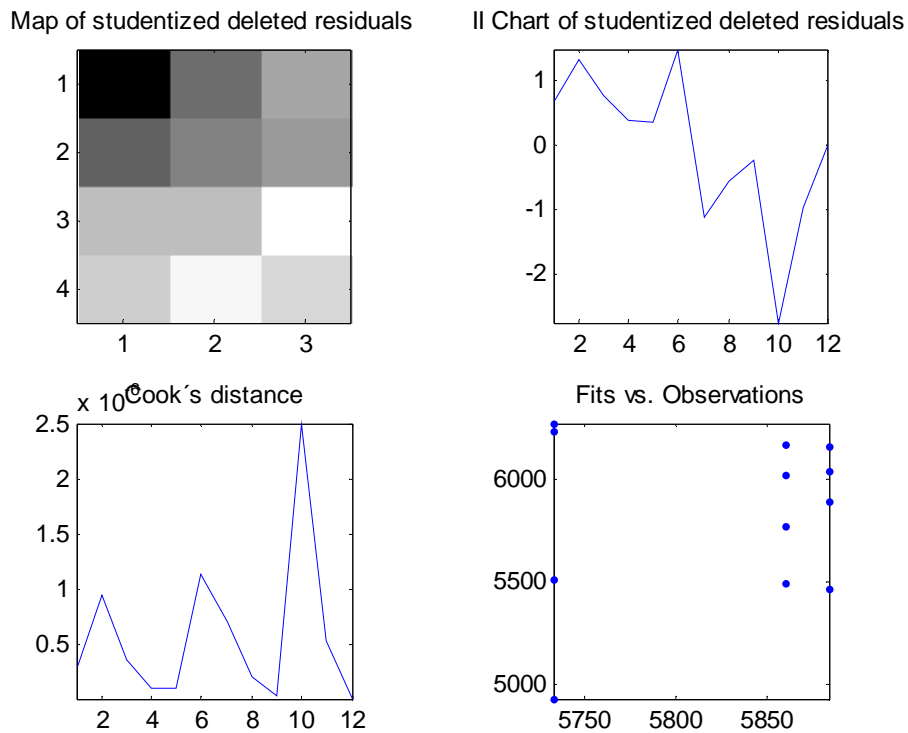 Map of studentized deleted residuals
1
2
3
4
1 2 3
II Chart of studentized deleted residuals
1
0
-1
-2
2 4 6 8 10 12
Cook´s distance
x 10
2.5
2
1.5
1
0.5
2 4 6 8 10 12
Fits vs. Observations
6000
5500
5000
5750 5800 5850